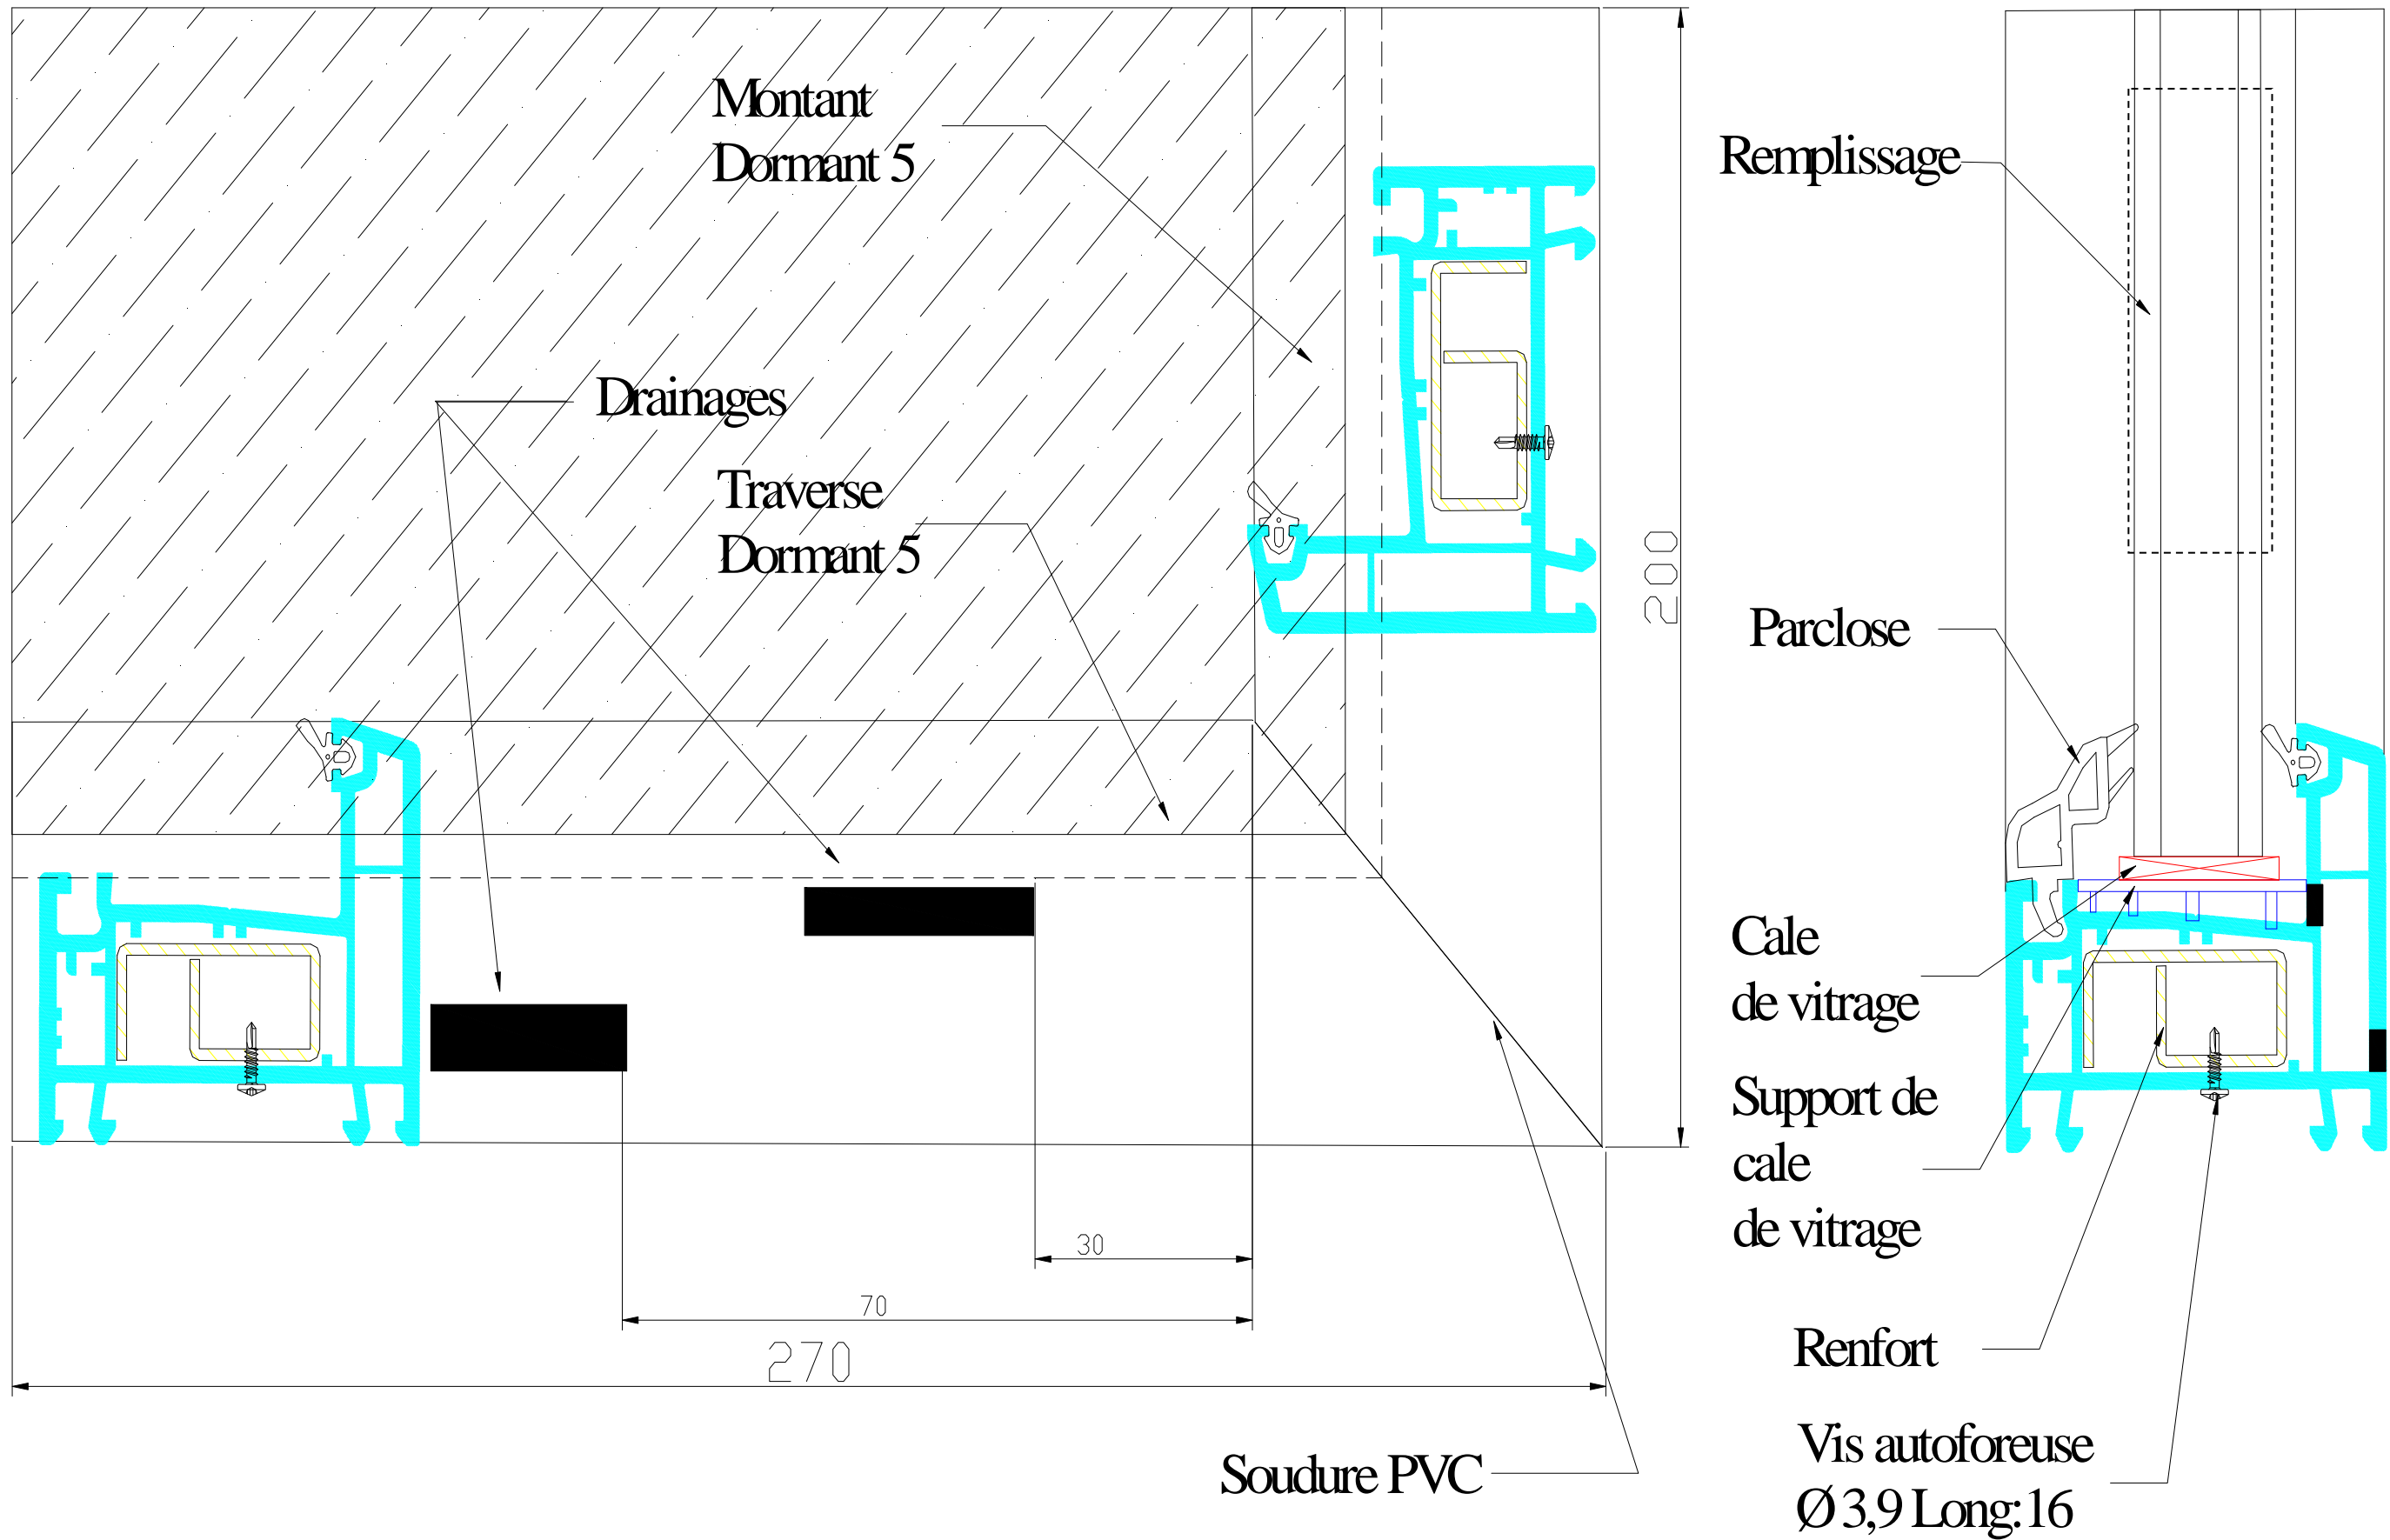 Montant
Dormant 5
Remplissage
Drainages
Traverse
Dormant 5
200
Parclose
Cale
de vitrage
Support de
cale
de vitrage
30
70
270
Renfort
Soudure PVC
Vis autoforeuse
Ø 3,9 Long:16